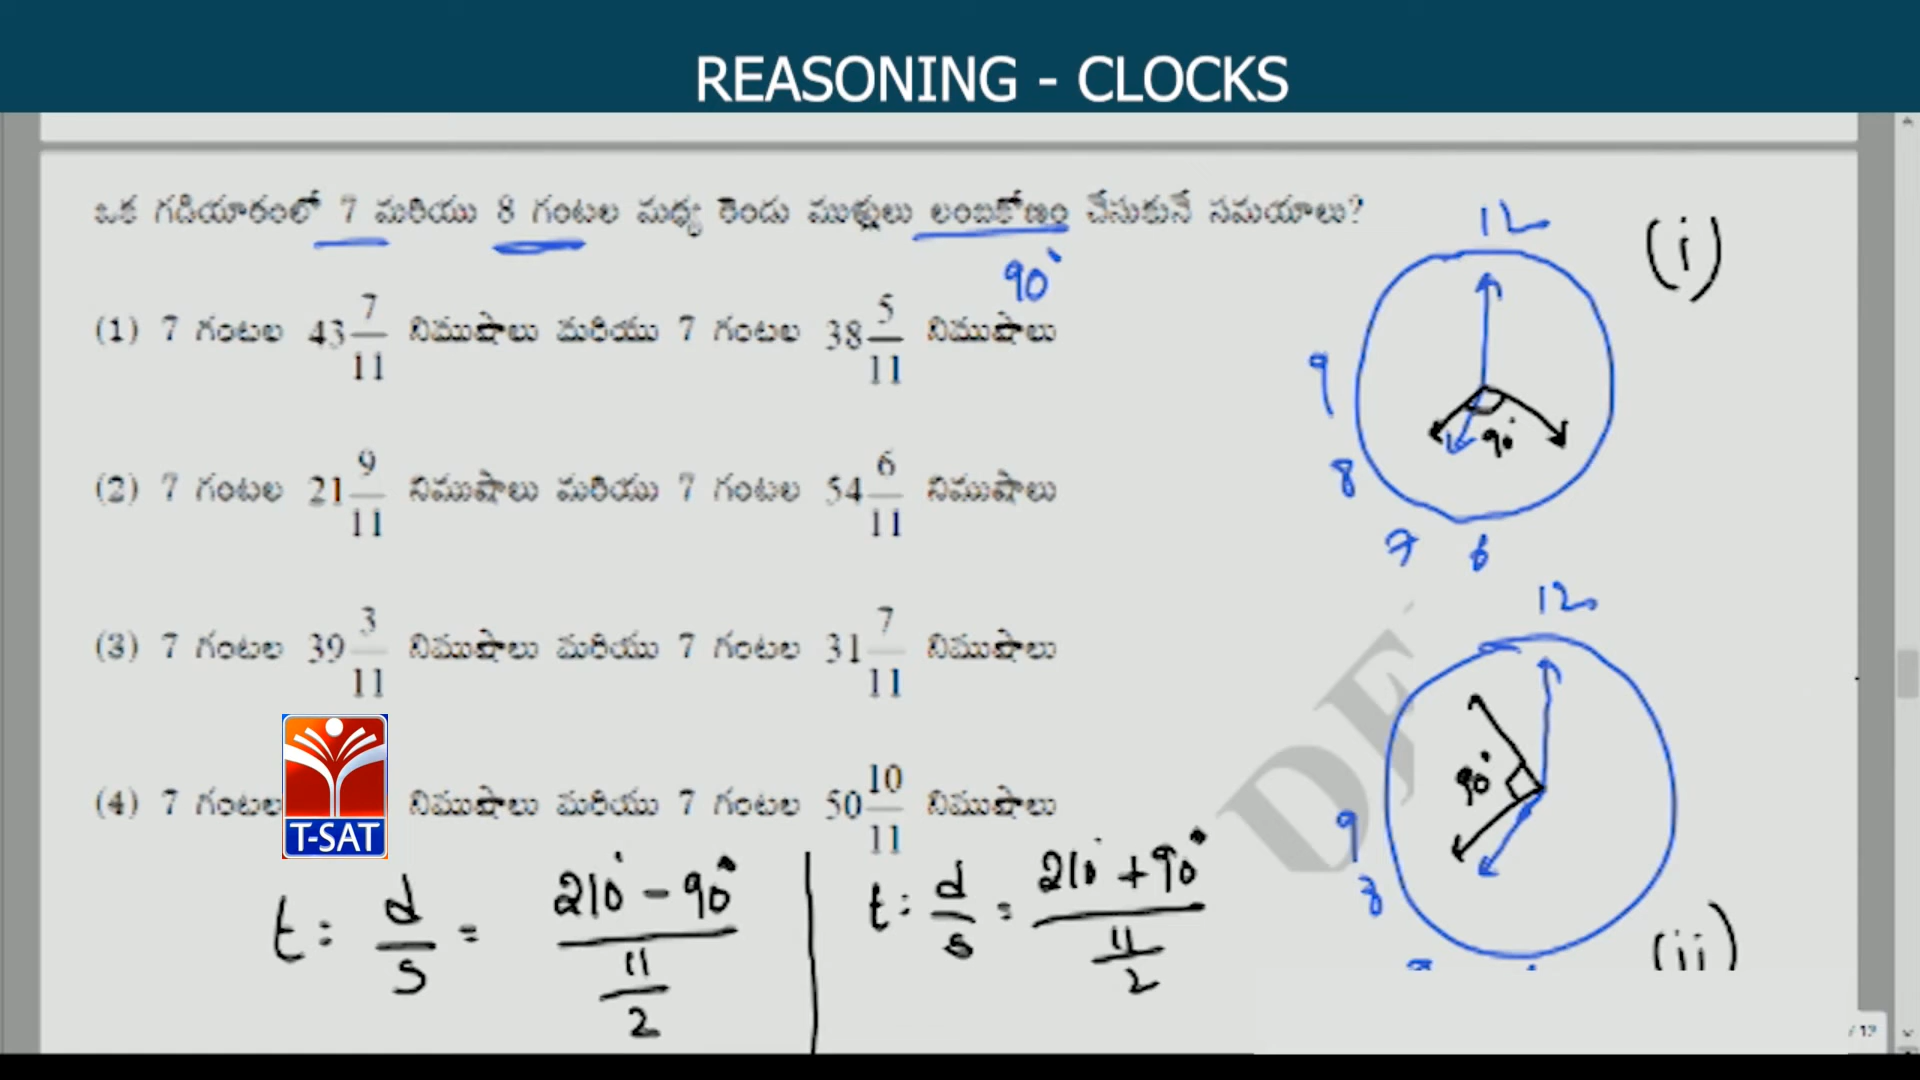 REASONING - CLOCKS
ఒక గడియారంలో 7 మరియు 8 గంటల మధ్య రెండు ముళ్ళులు లంబకోణం చేసుకునే సమయాలు?
90°
(1) 7 గంటల 43 7/11 నిముషాలు మరియు 7 గంటల 38 5/11 నిముషాలు
(2) 7 గంటల 21 9/11 నిముషాలు మరియు 7 గంటల 54 6/11 నిముషాలు
(3) 7 గంటల 39 3/11 నిముషాలు మరియు 7 గంటల 31 7/11 నిముషాలు
(4) 7 గంటల నిముషాలు మరియు 7 గంటల 50 10/11 నిముషాలు
T-SAT
t = d/s = 210° - 90° / 11/2
t = d/s = 210° + 90° / 11/2
(i)
12
9
8
7 6
90°
12
9
8
90°
(ii)
/ 12